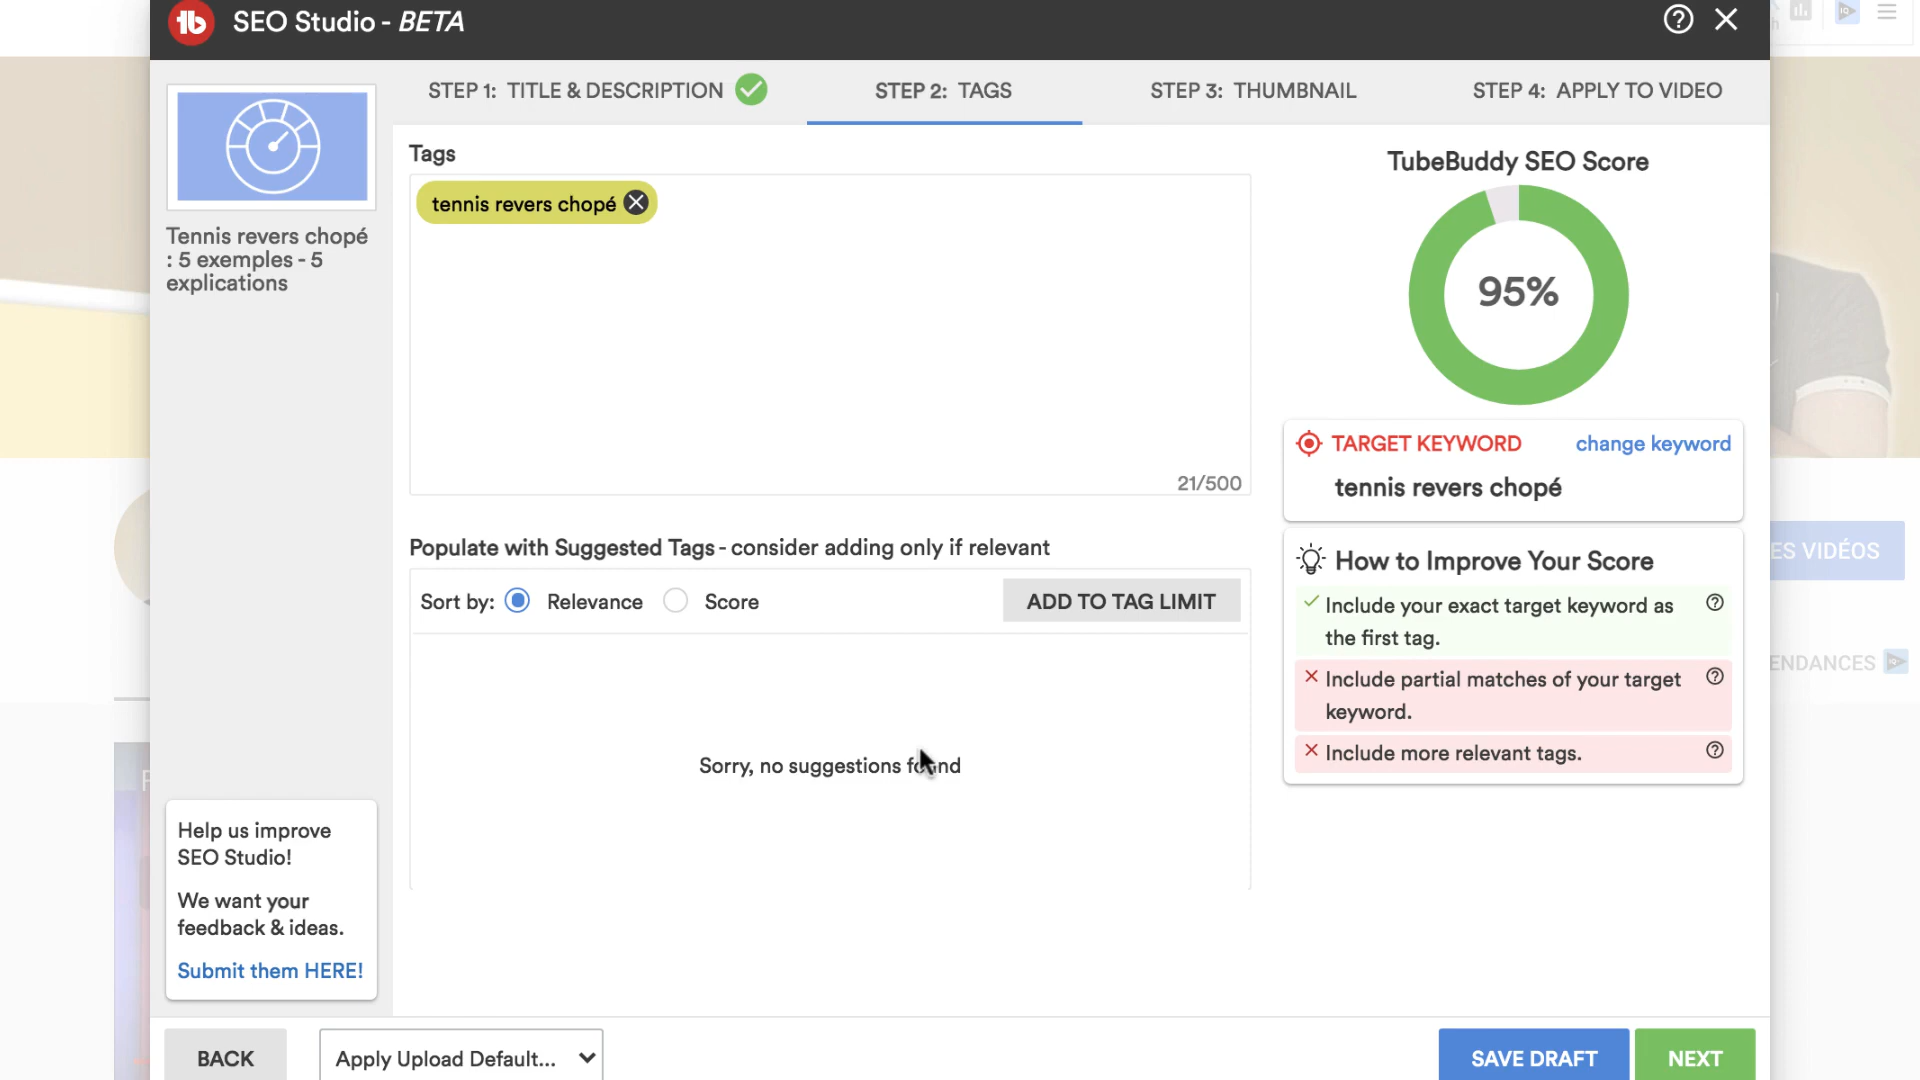 SEO Studio - BETA
STEP 1: TITLE & DESCRIPTION
STEP 2: TAGS
STEP 3: THUMBNAIL
STEP 4: APPLY TO VIDEO
Tennis revers chopé
: 5 exemples - 5
explications
Tags
tennis revers chopé
21/500
Populate with Suggested Tags - consider adding only if relevant
Sort by: Relevance Score
ADD TO TAG LIMIT
Sorry, no suggestions found
TubeBuddy SEO Score
95%
TARGET KEYWORD
change keyword
tennis revers chopé
How to Improve Your Score
Include your exact target keyword as
the first tag.
Include partial matches of your target
keyword.
Include more relevant tags.
ES VIDÉOS
ENDANCES
Help us improve
SEO Studio!
We want your
feedback & ideas.
Submit them HERE!
BACK
Apply Upload Default...
SAVE DRAFT
NEXT